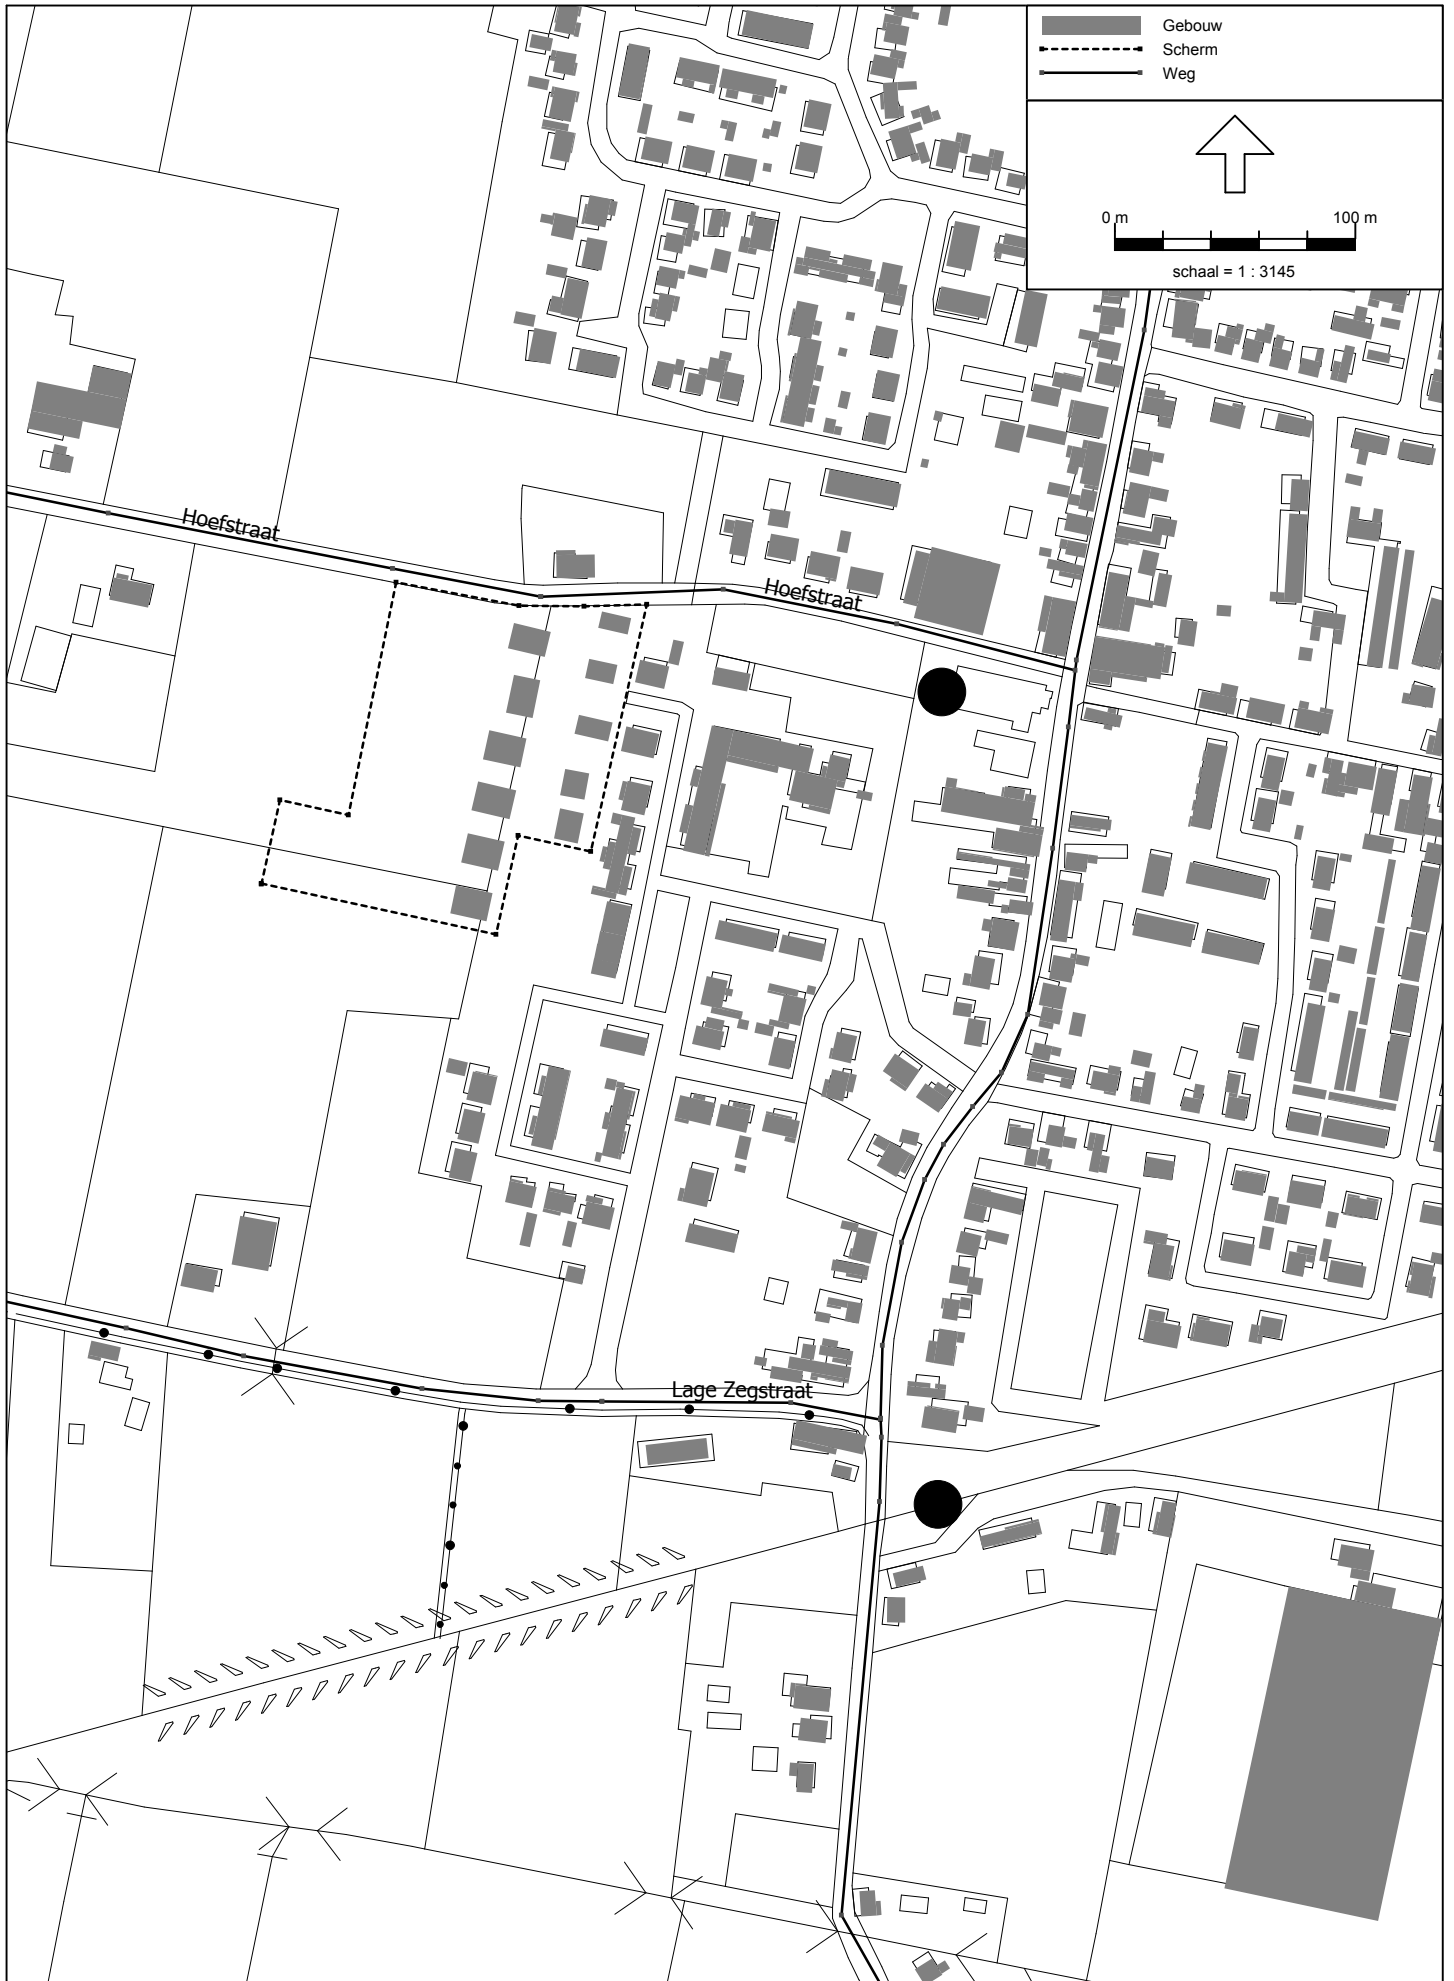 Gebouw
Scherm
Weg
0 m 100 m
schaal = 1 : 3145
Hoefstraat
Hoefstraat
Lage Zegstraat